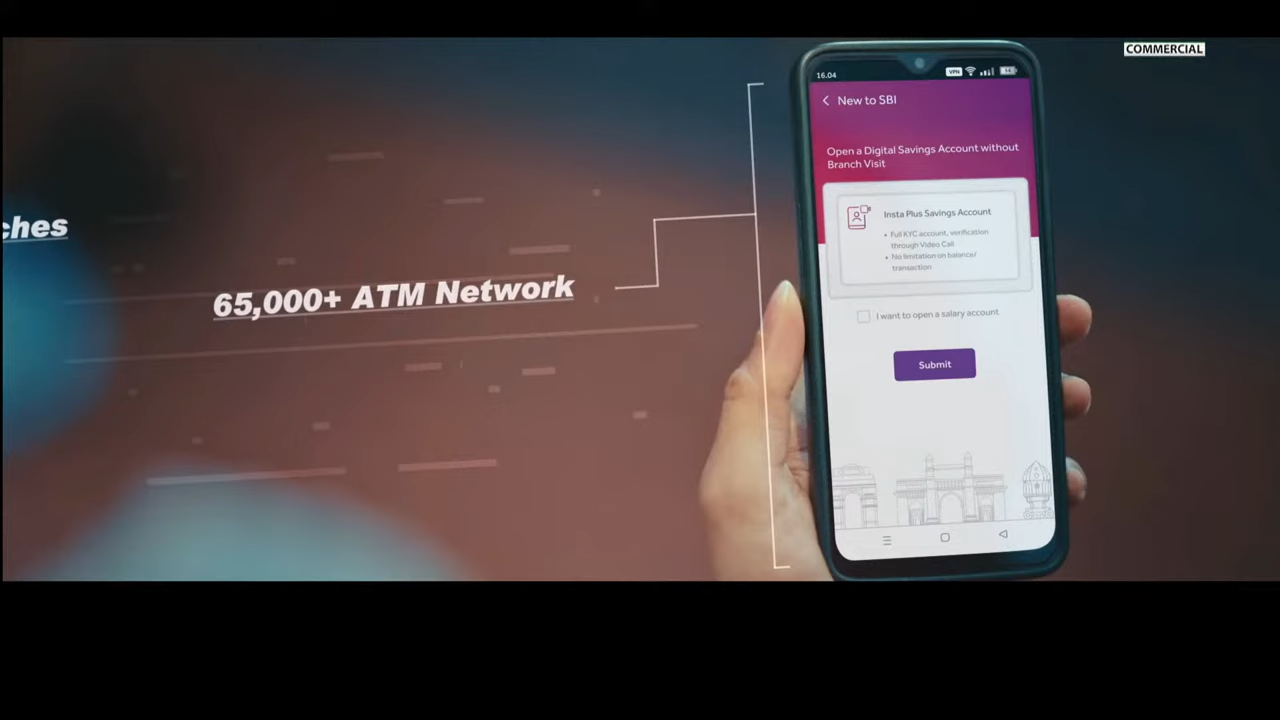 COMMERCIAL
16.04
VPN
New to SBI
Open a Digital Savings Account without
Branch Visit
Insta Plus Savings Account
• Full KYC account, verification
through Video Call
• No limitation on balance/
transaction
I want to open a salary account
Submit
ches
65,000+ ATM Network